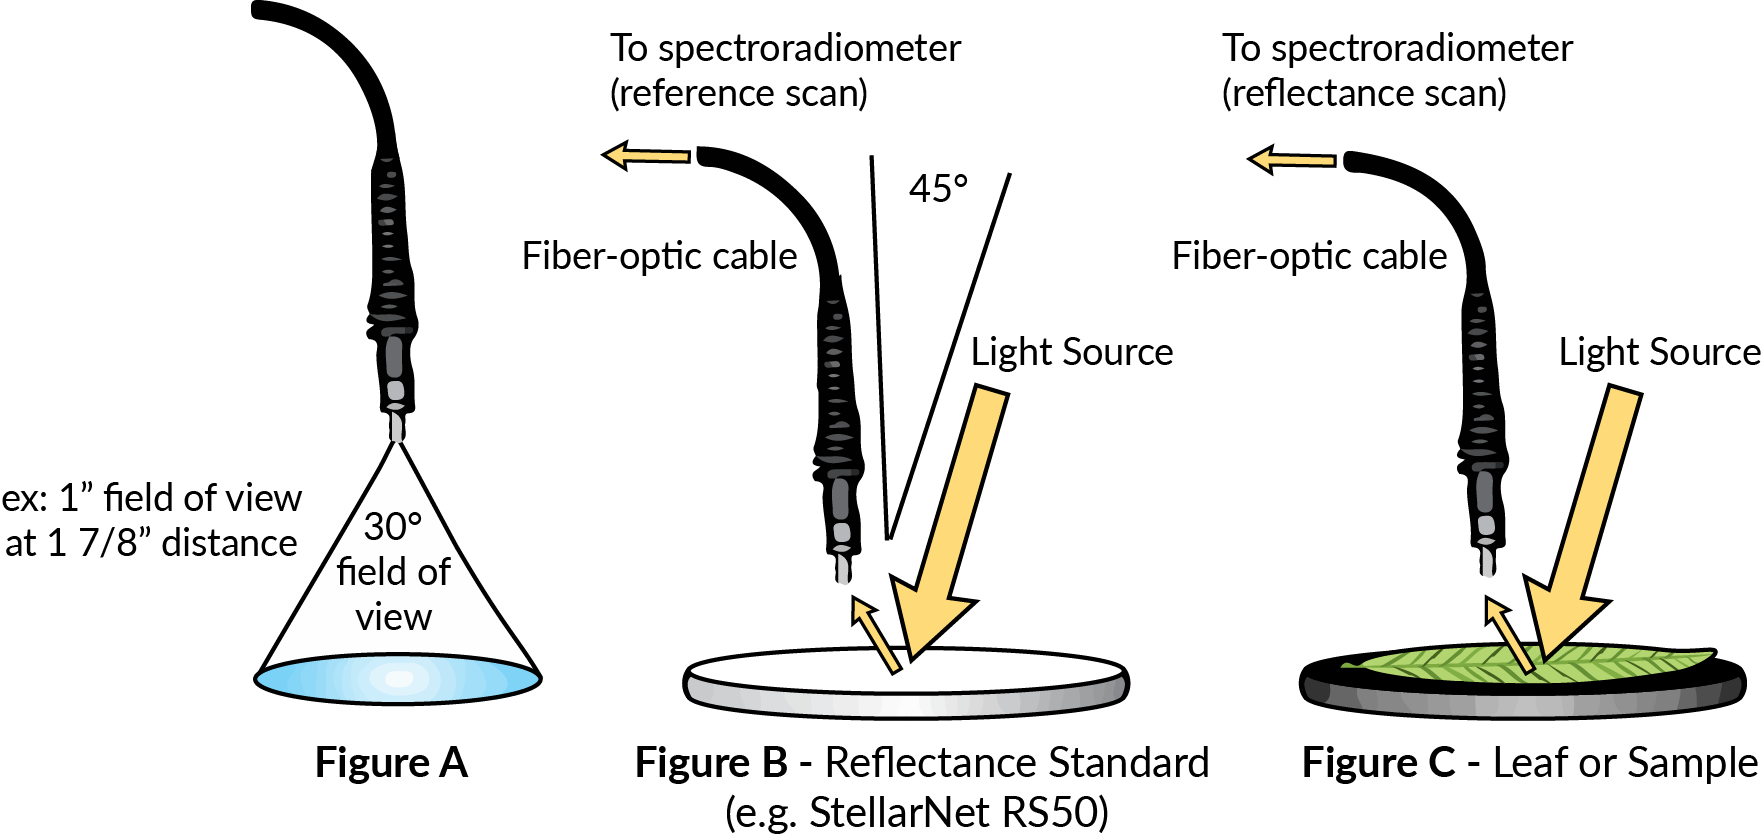 To spectroradiometer
(reference scan)
To spectroradiometer
(reflectance scan)
45°
Fiber-optic cable
Fiber-optic cable
Light Source
Light Source
ex: 1” field of view
at 1 7/8” distance
30°
field of
view
Figure A
Figure B - Reflectance Standard
(e.g. StellarNet RS50)
Figure C - Leaf or Sample